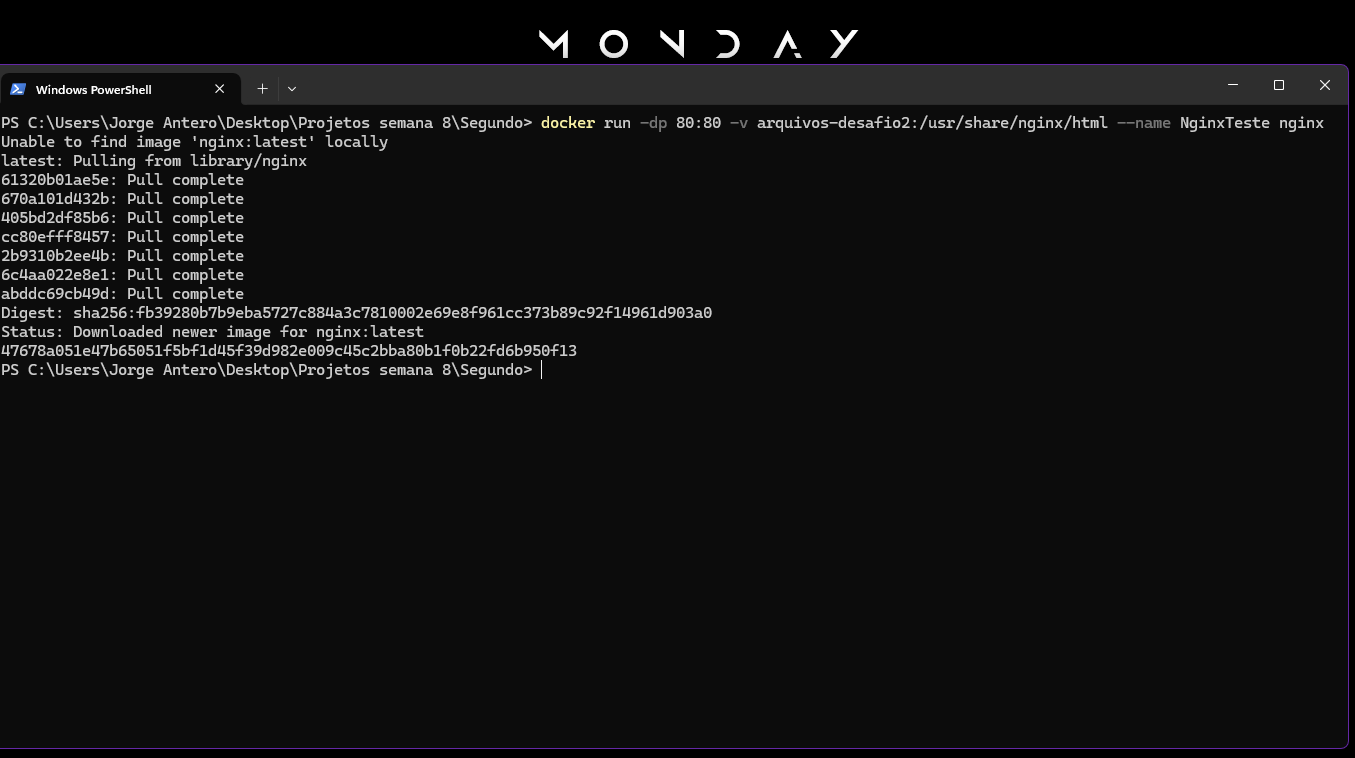 MONDAY
Windows PowerShell
PS C:\Users\Jorge Antero\Desktop\Projetos semana 8\Segundo> docker run -dp 80:80 -v arquivos-desafio2:/usr/share/nginx/html --name NginxTeste nginx
Unable to find image 'nginx:latest' locally
latest: Pulling from library/nginx
61320b01ae5e: Pull complete
670a101d432b: Pull complete
405bd2df85b6: Pull complete
cc80efff8457: Pull complete
2b9310b2ee4b: Pull complete
6c4aa022e8e1: Pull complete
abddc69cb49d: Pull complete
Digest: sha256:fb39280b7b9eba5727c884a3c7810002e69e8f961cc373b89c92f14961d903a0
Status: Downloaded newer image for nginx:latest
47678a051e47b65051f5bf1d45f39d982e009c45c2bba80b1f0b22fd6b950f13
PS C:\Users\Jorge Antero\Desktop\Projetos semana 8\Segundo>